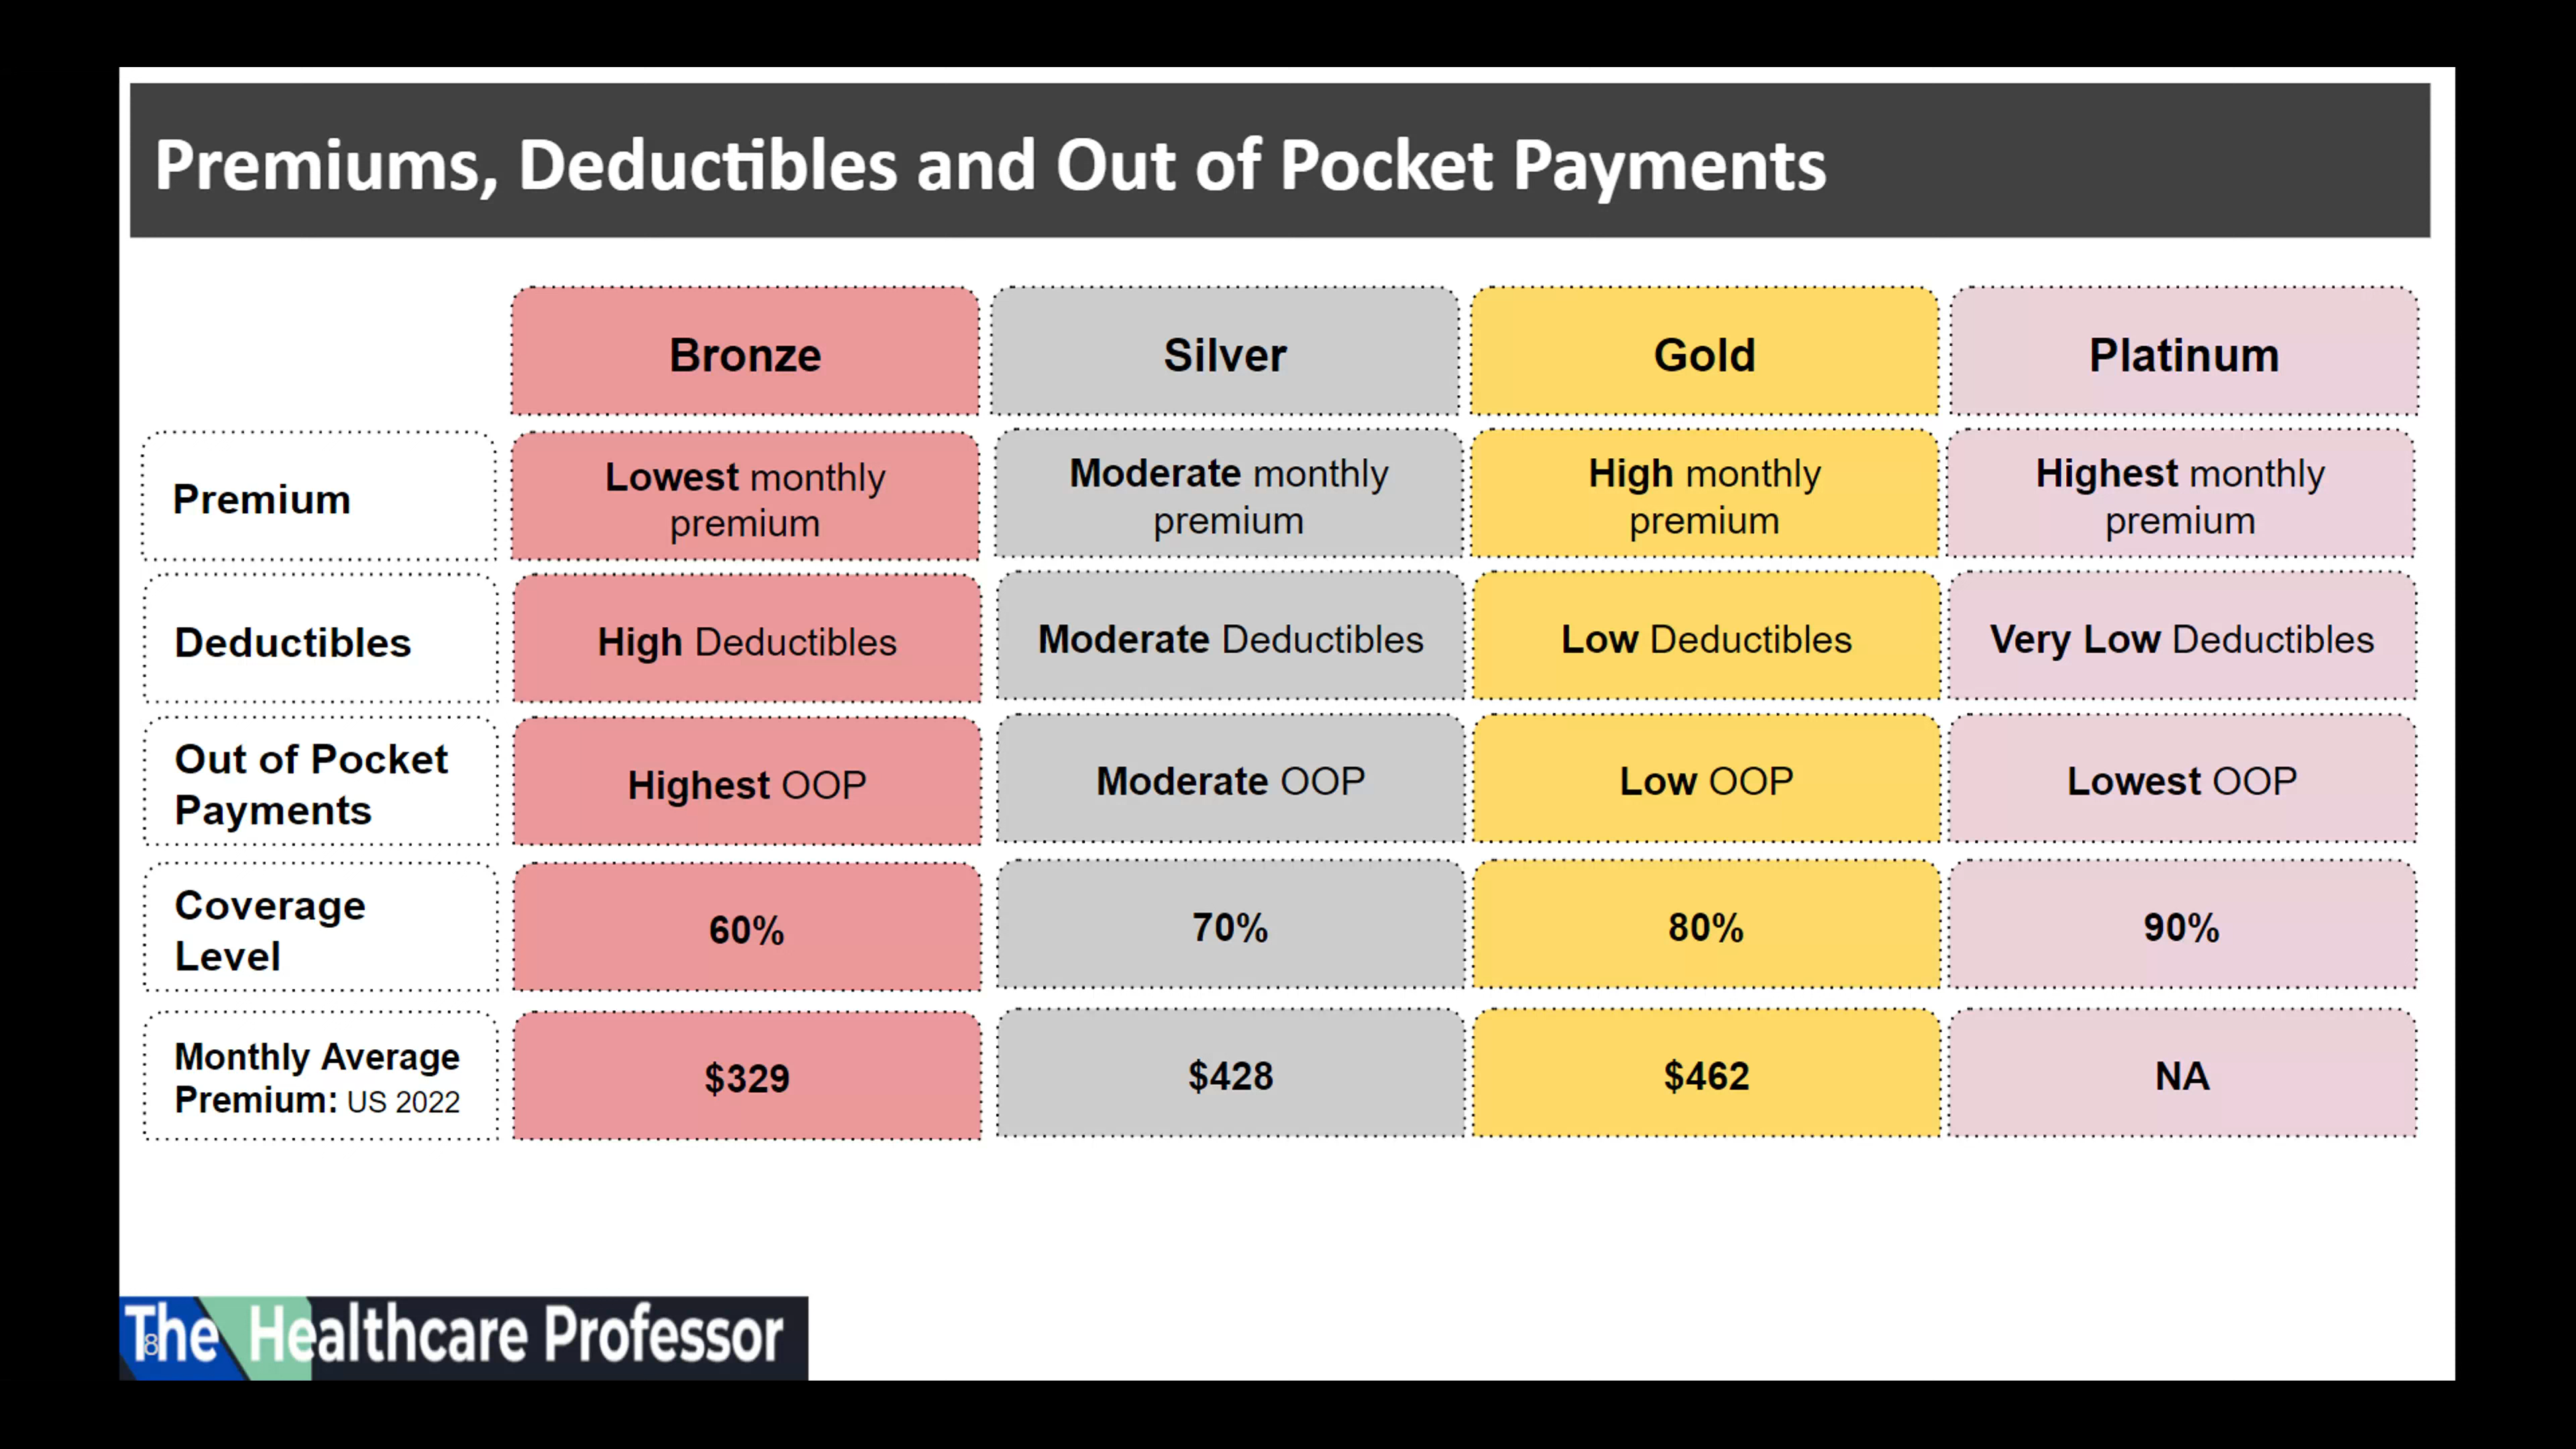 Premiums, Deductibles and Out of Pocket Payments
Bronze
Silver
Gold
Platinum
Premium
Lowest monthly
premium
Moderate monthly
premium
High monthly
premium
Highest monthly
premium
Deductibles
High Deductibles
Moderate Deductibles
Low Deductibles
Very Low Deductibles
Out of Pocket
Payments
Highest OOP
Moderate OOP
Low OOP
Lowest OOP
Coverage
Level
60%
70%
80%
90%
Monthly Average
Premium: US 2022
$329
$428
$462
NA
The Healthcare Professor
8